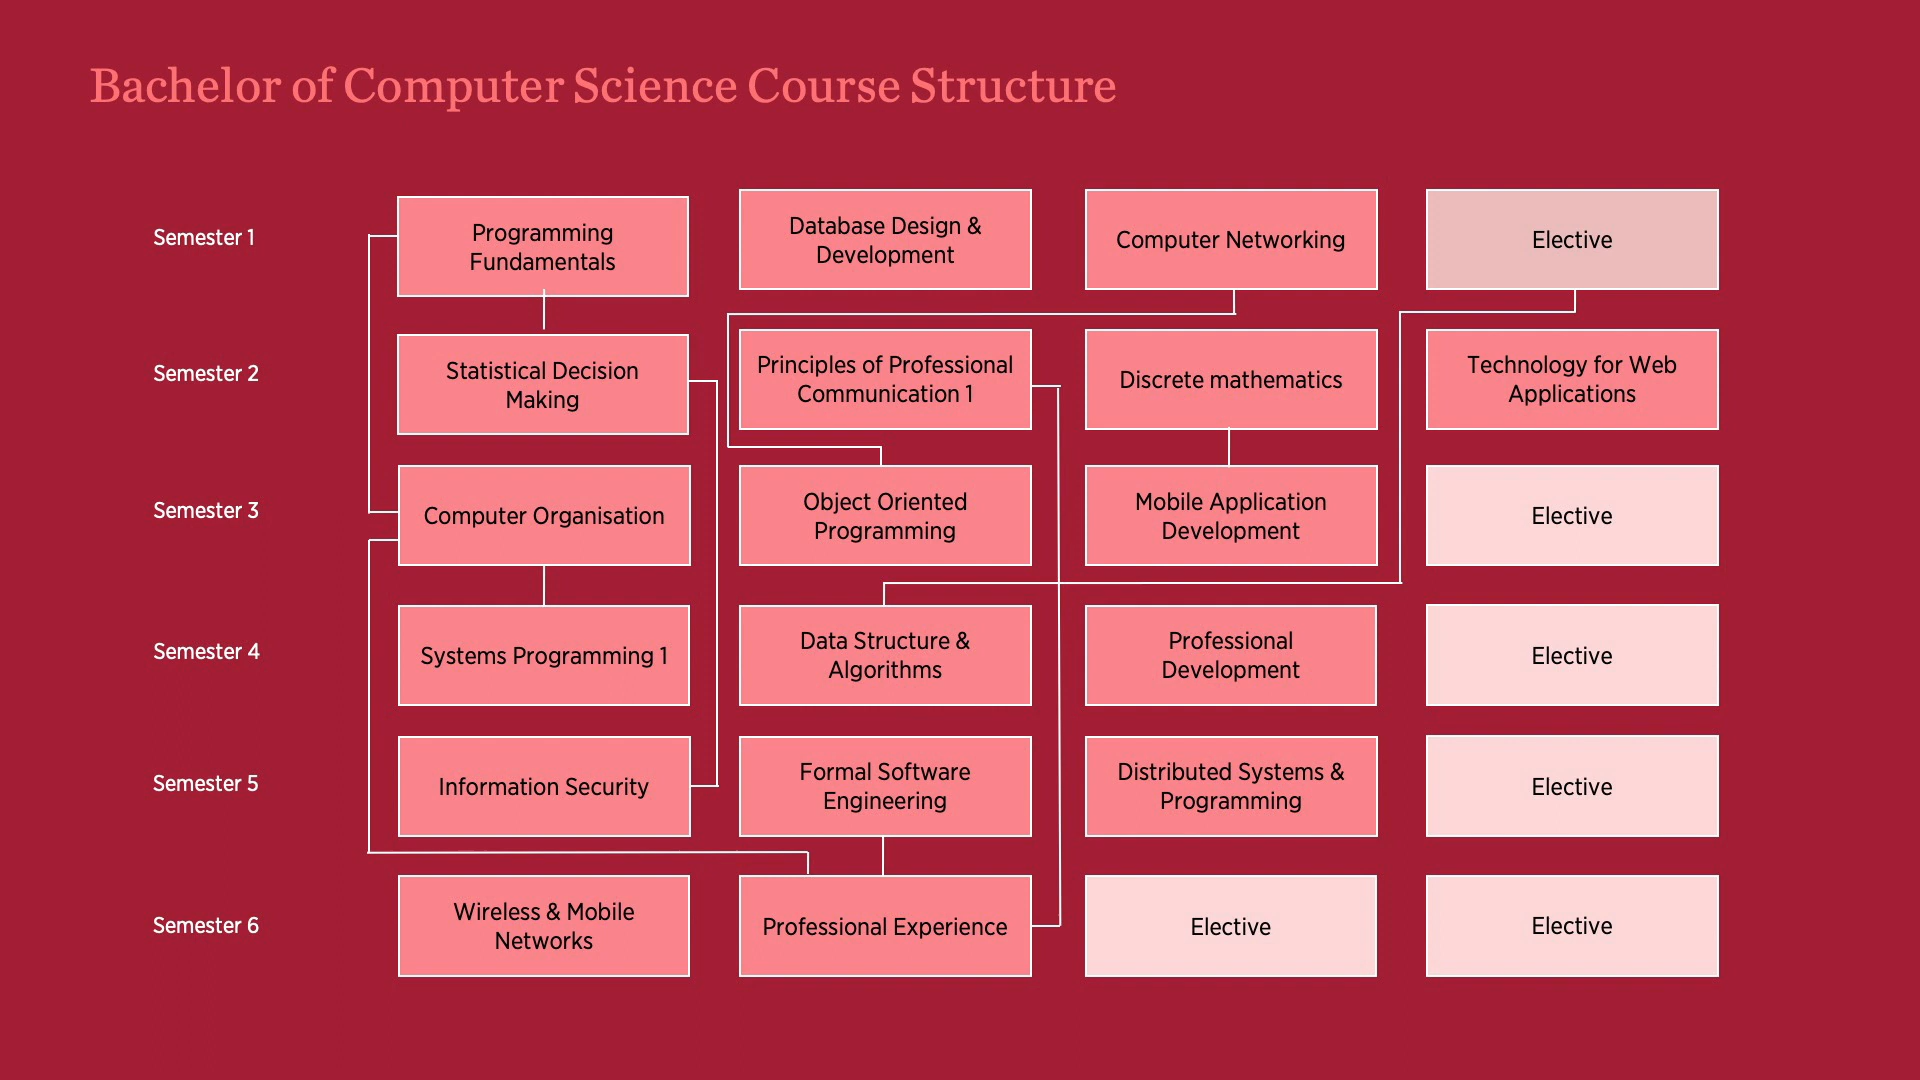 Bachelor of Computer Science Course Structure
Semester 1
Programming
Fundamentals
Database Design &
Development
Computer Networking
Elective
Semester 2
Statistical Decision
Making
Principles of Professional
Communication 1
Discrete mathematics
Technology for Web
Applications
Semester 3
Computer Organisation
Object Oriented
Programming
Mobile Application
Development
Elective
Semester 4
Systems Programming 1
Data Structure &
Algorithms
Professional
Development
Elective
Semester 5
Information Security
Formal Software
Engineering
Distributed Systems &
Programming
Elective
Semester 6
Wireless & Mobile
Networks
Professional Experience
Elective
Elective